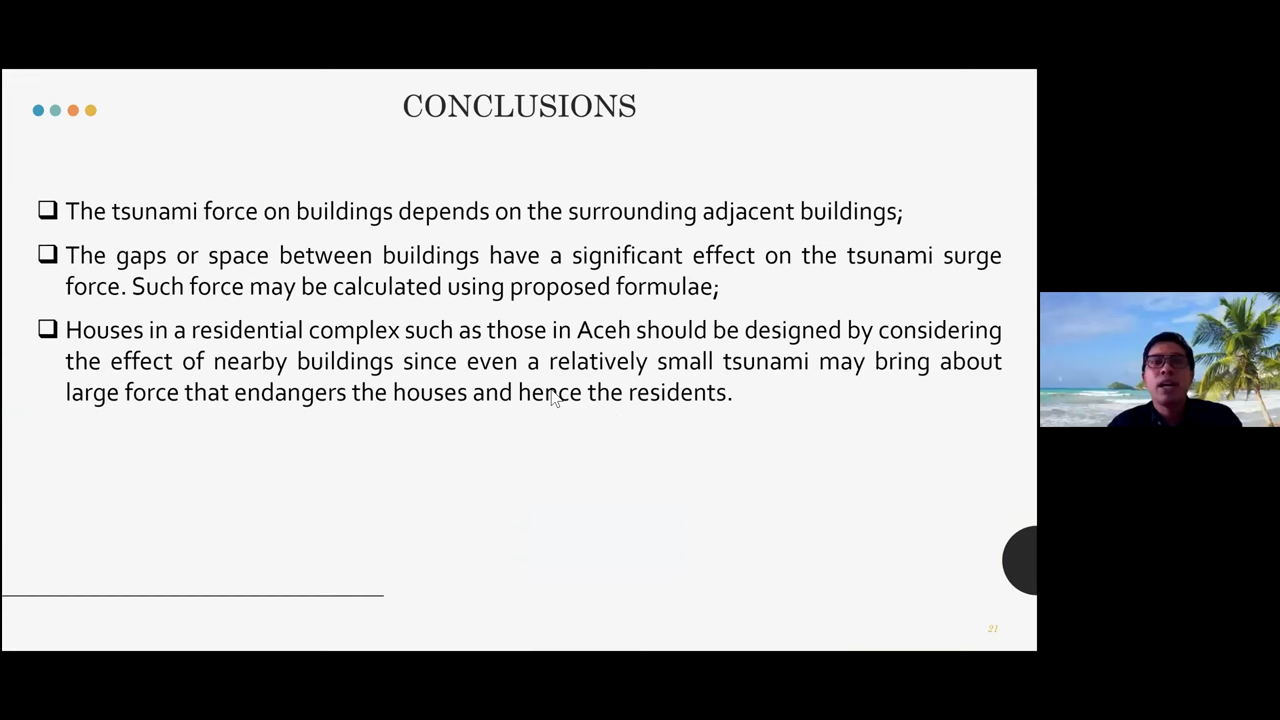 CONCLUSIONS
The tsunami force on buildings depends on the surrounding adjacent buildings;
The gaps or space between buildings have a significant effect on the tsunami surge
force. Such force may be calculated using proposed formulae;
Houses in a residential complex such as those in Aceh should be designed by considering
the effect of nearby buildings since even a relatively small tsunami may bring about
large force that endangers the houses and hence the residents.
21